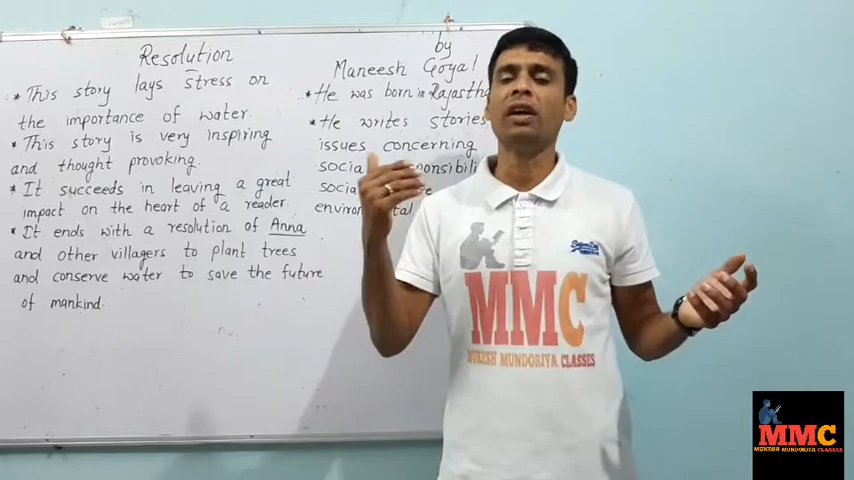 Resolution
by
Maneesh Goyal
* This story lays stress on
the importance of water.
* This story is very inspiring
and thought provoking.
* It succeeds in leaving a great
impact on the heart of a reader.
* It ends with a resolution of Anna
and other villagers to plant trees
and conserve water to save the future
of mankind.
* He was born in
* He writes stories
issues concerning
social
social
MMC
MUKESH MUNDORIYA CLASSES
MMC
MUKESH MUNDORIYA CLASSES